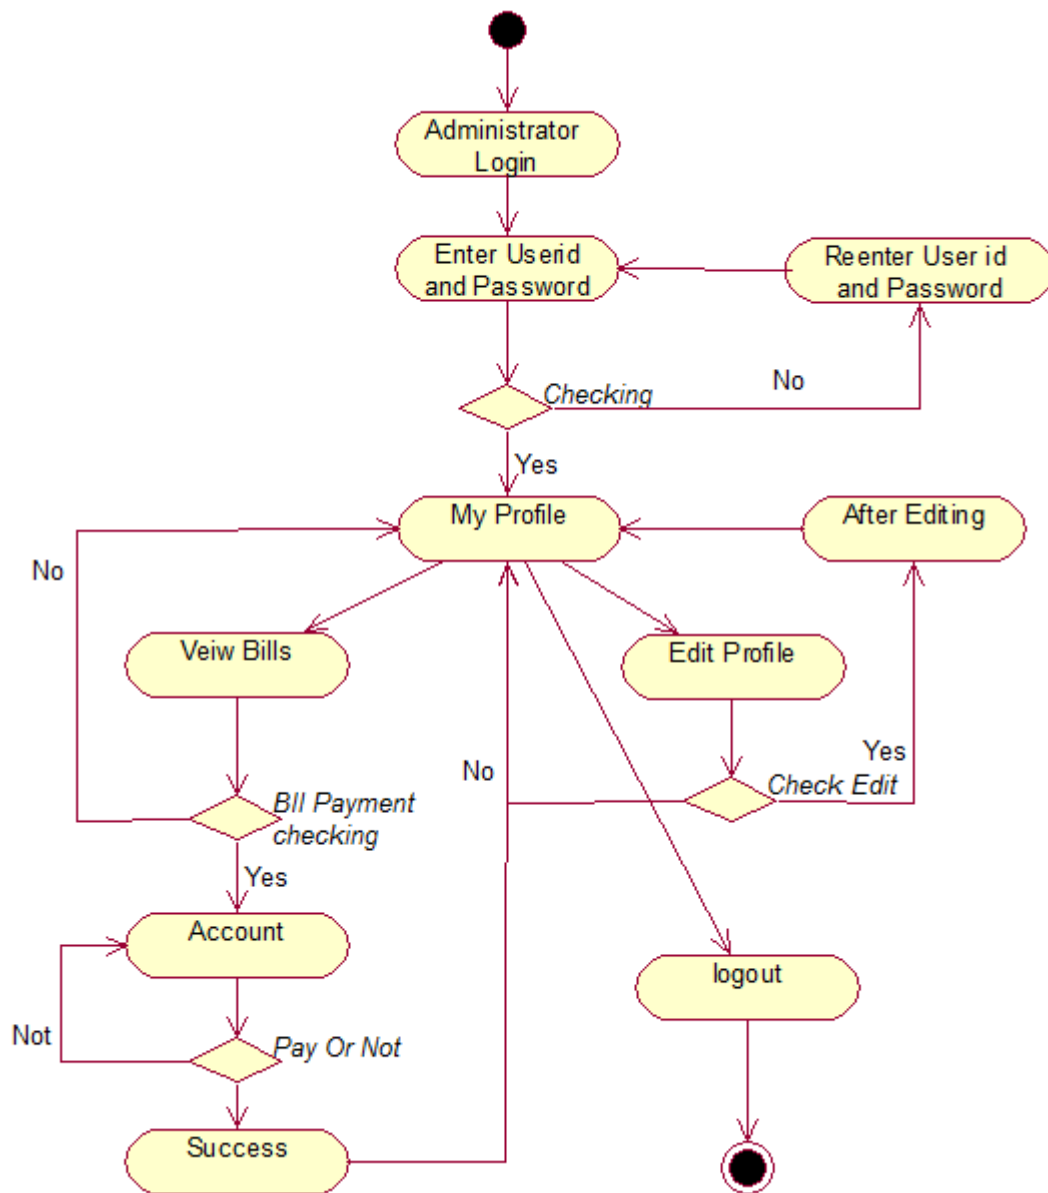 Administrator
Login
Enter Userid
and Password
Reenter User id
and Password
Checking
No
Yes
My Profile
After Editing
No
Veiw Bills
Edit Profile
No
Yes
Check Edit
BII Payment
checking
Yes
Account
logout
Not
Pay Or Not
Success